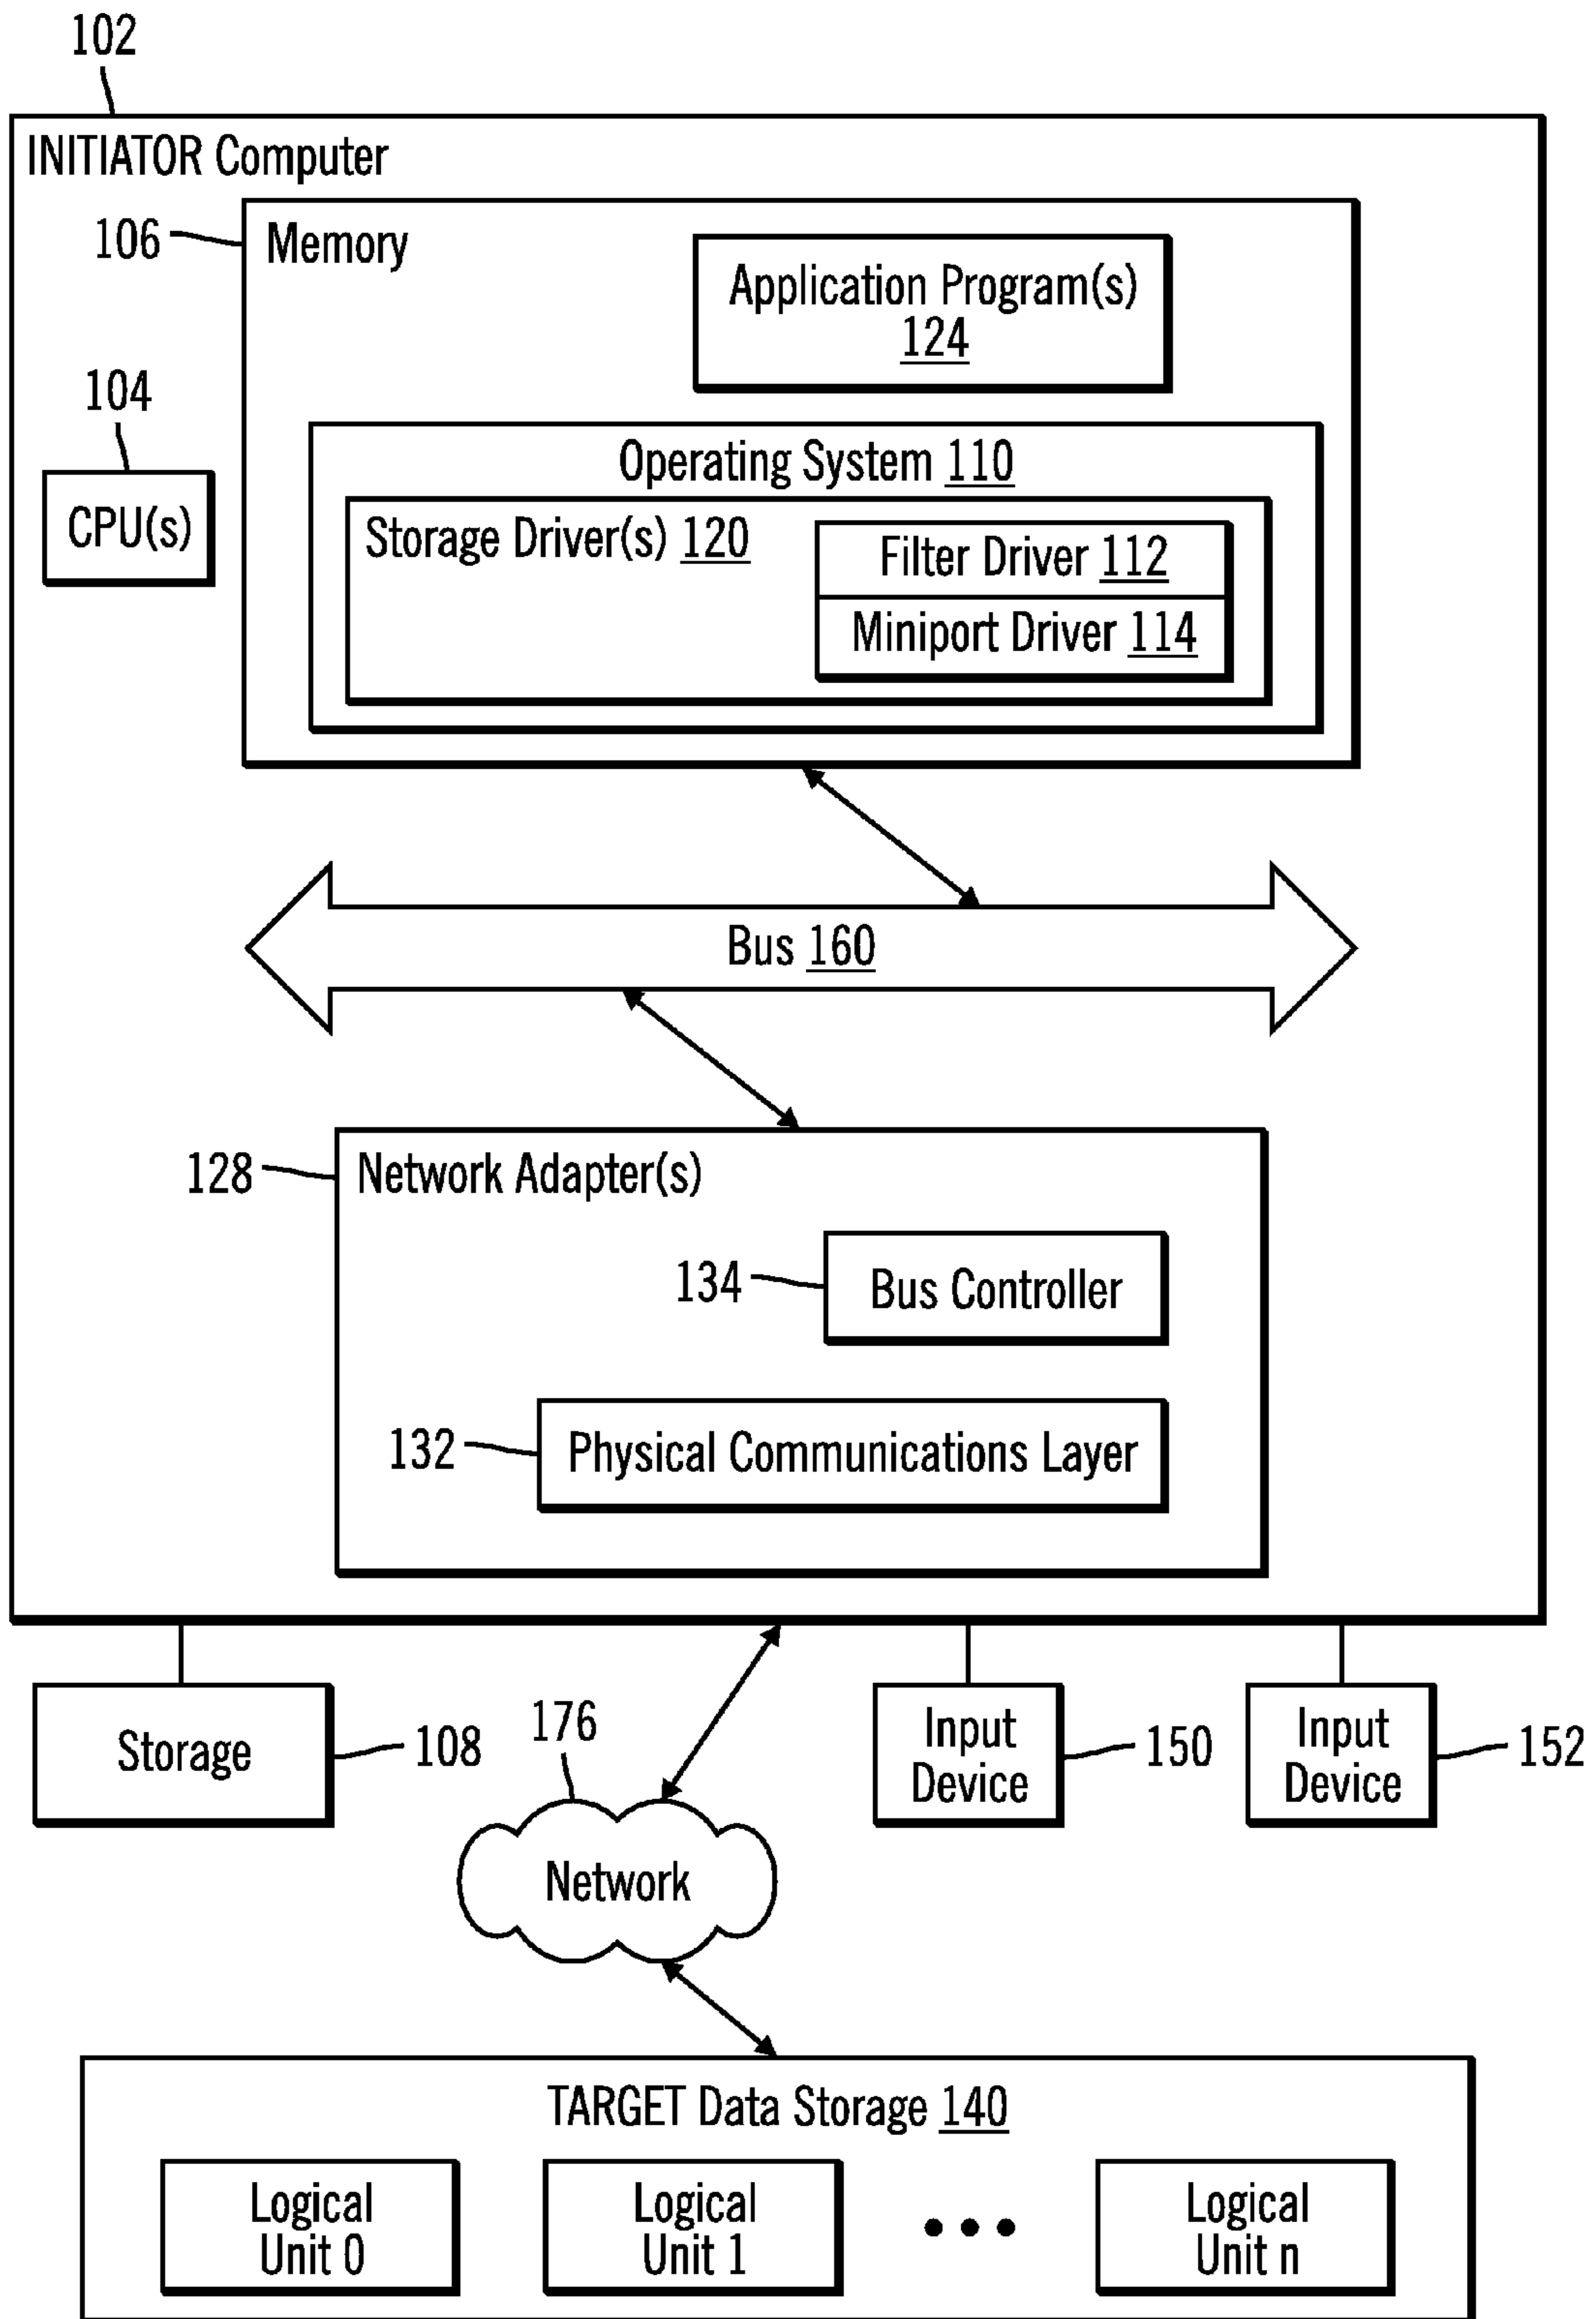 102
INITIATOR Computer
106
Memory
Application Program(s)
124
104
CPU(s)
Operating System 110
Storage Driver(s) 120
Filter Driver 112
Miniport Driver 114
Bus 160
128
Network Adapter(s)
134
Bus Controller
132
Physical Communications Layer
Storage
108
176
Network
Input
Device
150
Input
Device
152
TARGET Data Storage 140
Logical
Unit 0
Logical
Unit 1
Logical
Unit n